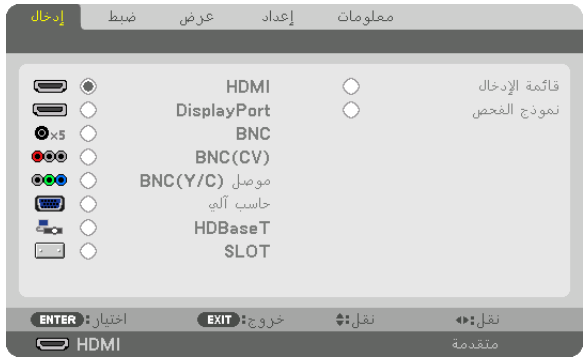 إدخال ضبط عرض إعداد معلومات
HDMI قائمة الإدخال
DisplayPort نموذج الفحص
BNC ×5
BNC(CV)
موصل BNC(Y/C)
حاسب آلي
HDBaseT
SLOT
ENTER :اختيار EXIT :خروج نقل: نقل:
HDMI متقدمة